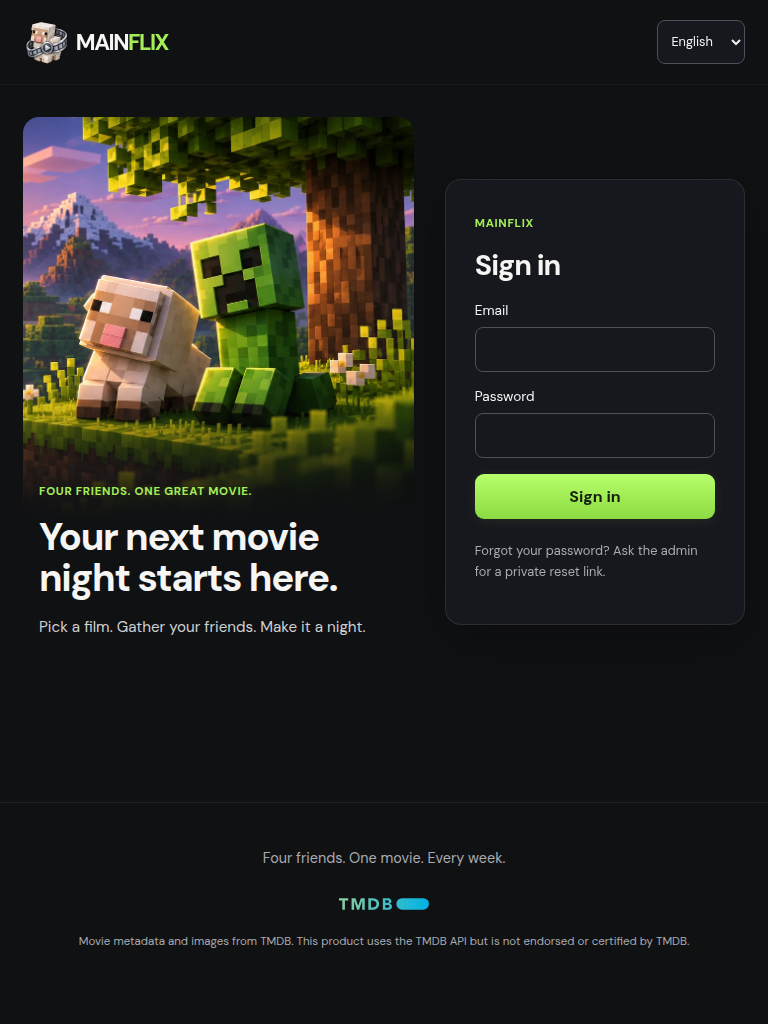 MAINFLIX
English
FOUR FRIENDS. ONE GREAT MOVIE.
Your next movie
night starts here.
Pick a film. Gather your friends. Make it a night.
MAINFLIX
Sign in
Email
Password
Sign in
Forgot your password? Ask the admin
for a private reset link.
Four friends. One movie. Every week.
TMDB
Movie metadata and images from TMDB. This product uses the TMDB API but is not endorsed or certified by TMDB.